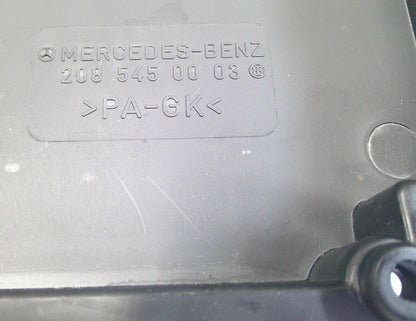 MERCEDES-BENZ
208 545 00 03
>PA-GK<